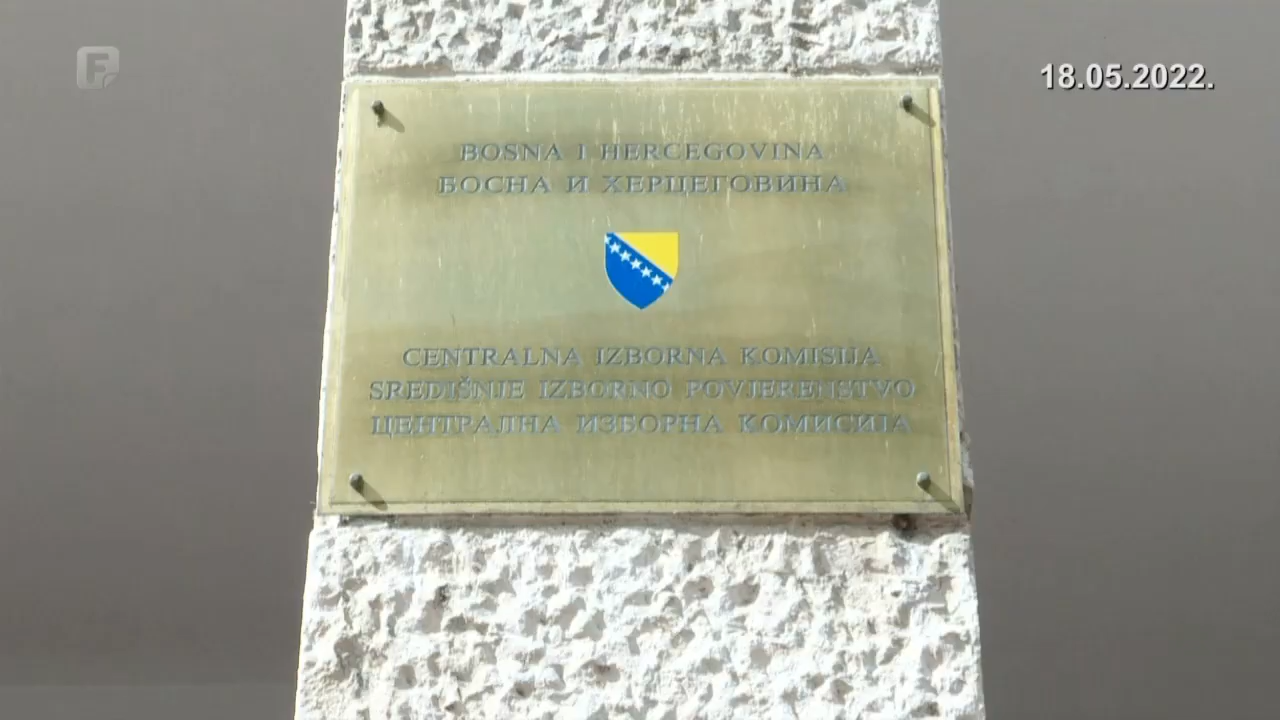 F
18.05.2022.
BOSNA I HERCEGOVINA
БОСНА И ХЕРЦЕГОВИНА
CENTRALNA IZBORNA KOMISIJA
SREDIŠNJE IZBORNO POVJERENSTVO
ЦЕНТРАЛНА ИЗБОРНА КОМИСИЈА